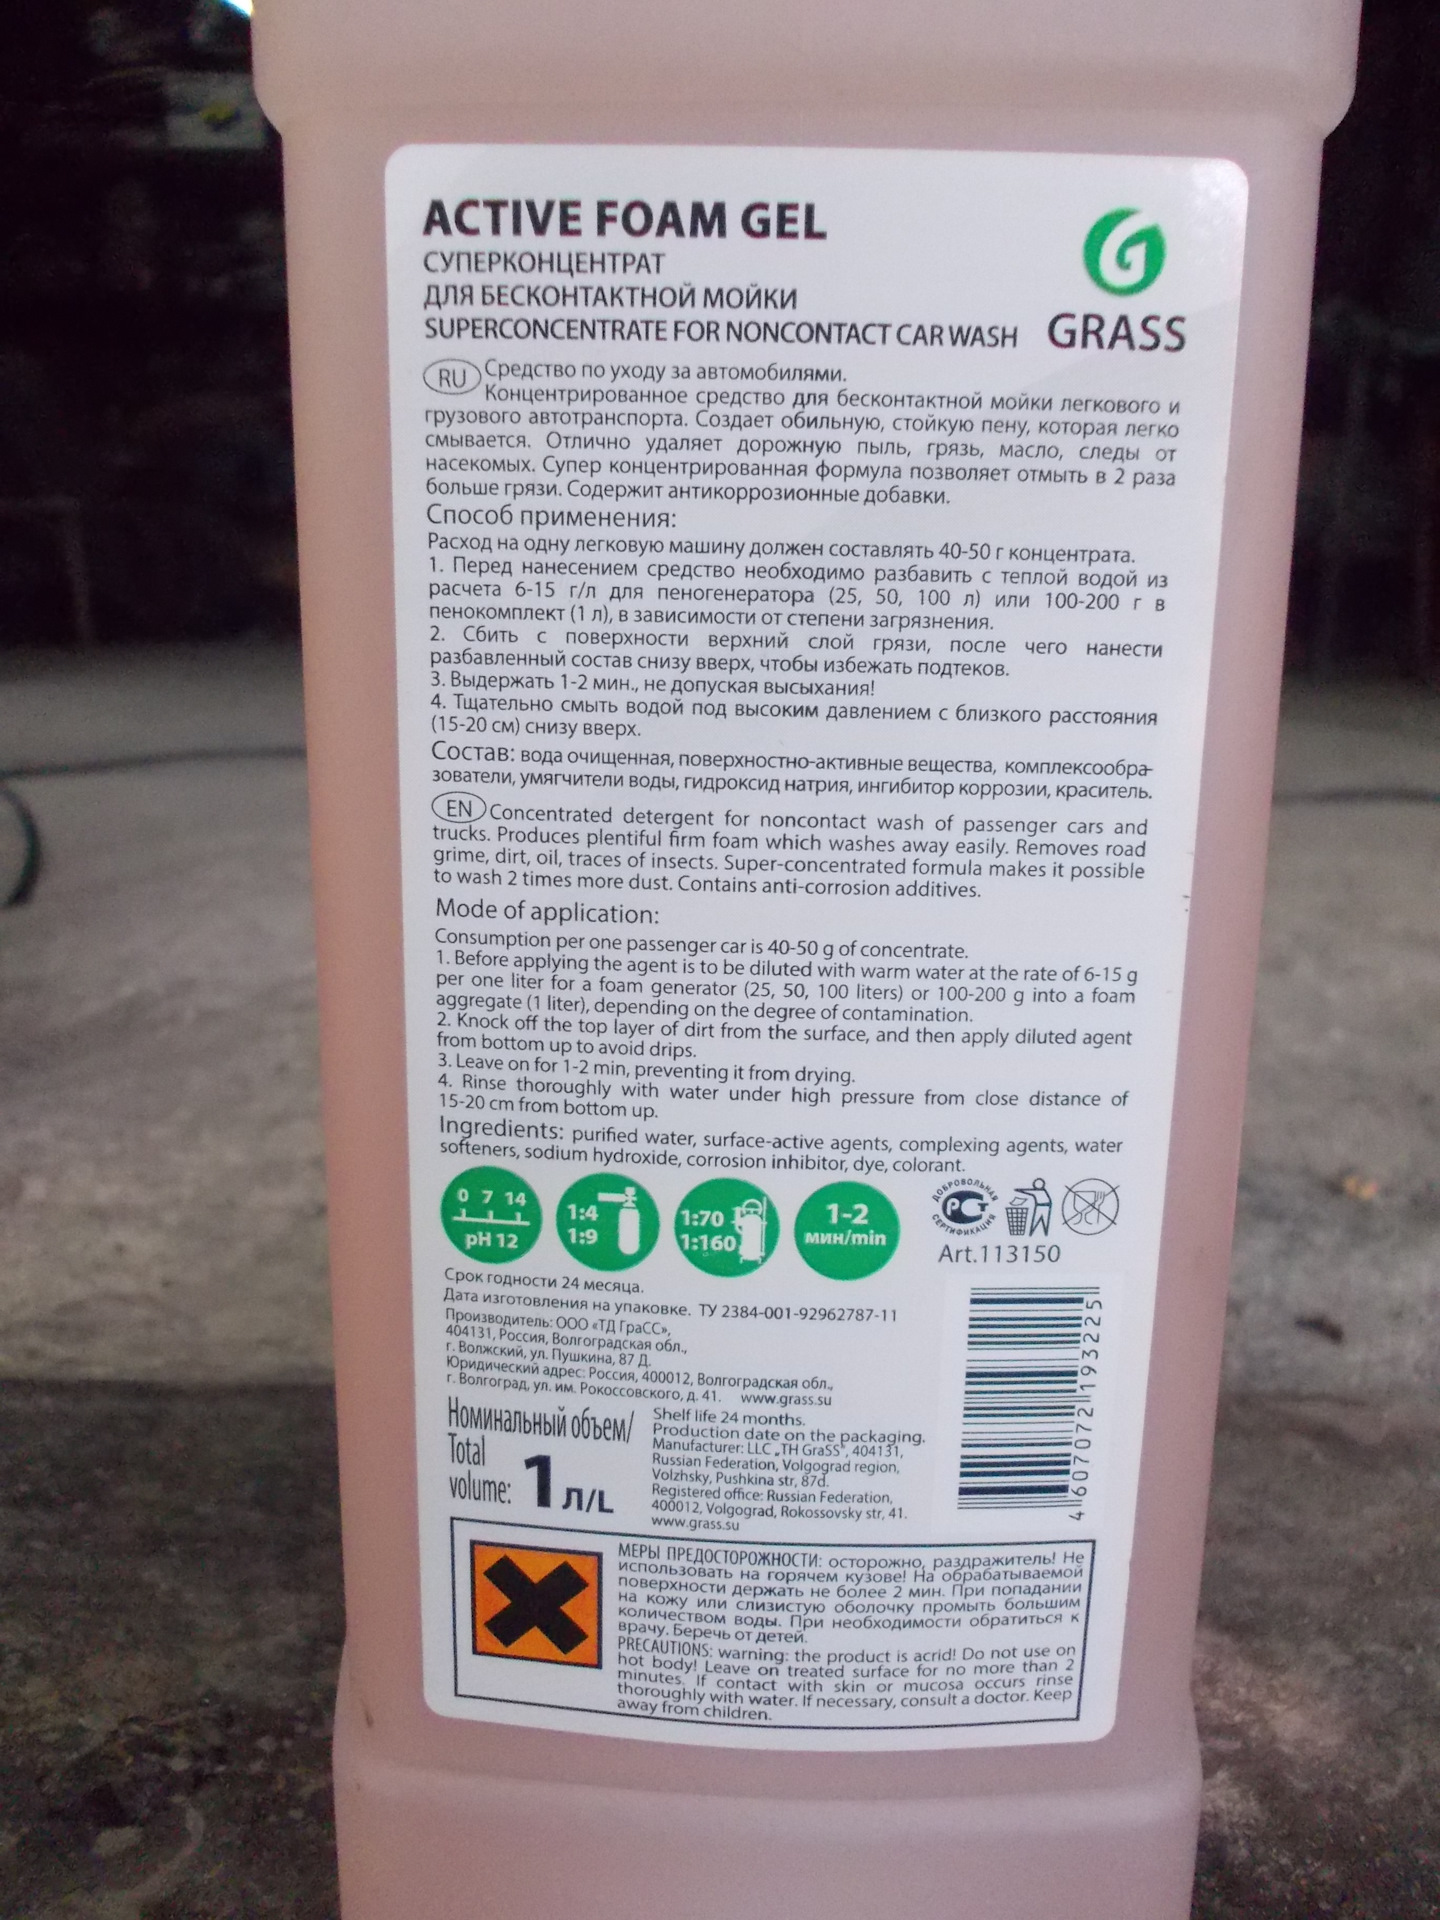 ACTIVE FOAM GEL
СУПЕРКОНЦЕНТРАТ
ДЛЯ БЕСКОНТАКТНОЙ МОЙКИ
SUPERCONCENTRATE FOR NONCONTACT CAR WASH
GRASS
RU Средство по уходу за автомобилями.
Концентрированное средство для бесконтактной мойки легкового и
грузового автотранспорта. Создает обильную, стойкую пену, которая легко
смывается. Отлично удаляет дорожную пыль, грязь, масло, следы от
насекомых. Супер концентрированная формула позволяет отмыть в 2 раза
больше грязи. Содержит антикоррозионные добавки.
Способ применения:
Расход на одну легковую машину должен составлять 40-50 г концентрата.
1. Перед нанесением средство необходимо разбавить с теплой водой из
расчета 6-15 г/л для пеногенератора (25, 50, 100 л) или 100-200 г в
пенокомплект (1 л), в зависимости от степени загрязнения.
2. Сбить с поверхности верхний слой грязи, после чего нанести
разбавленный состав снизу вверх, чтобы избежать подтеков.
3. Выдержать 1-2 мин., не допуская высыхания!
4. Тщательно смыть водой под высоким давлением с близкого расстояния
(15-20 см) снизу вверх.
Состав: вода очищенная, поверхностно-активные вещества, комплексообра-
зователи, умягчители воды, гидроксид натрия, ингибитор коррозии, краситель.
EN Concentrated detergent for noncontact wash of passenger cars and
trucks. Produces plentiful firm foam which washes away easily. Removes road
grime, dirt, oil, traces of insects. Super-concentrated formula makes it possible
to wash 2 times more dust. Contains anti-corrosion additives.
Mode of application:
Consumption per one passenger car is 40-50 g of concentrate.
1. Before applying the agent is to be diluted with warm water at the rate of 6-15 g
per one liter for a foam generator (25, 50, 100 liters) or 100-200 g into a foam
aggregate (1 liter), depending on the degree of contamination.
2. Knock off the top layer of dirt from the surface, and then apply diluted agent
from bottom up to avoid drips.
3. Leave on for 1-2 min, preventing it from drying.
4. Rinse thoroughly with water under high pressure from close distance of
15-20 cm from bottom up.
Ingredients: purified water, surface-active agents, complexing agents, water
softeners, sodium hydroxide, corrosion inhibitor, dye, colorant.
0 7 14
pH 12
1:4
1:9
1:70
1:160
1-2
мин/min
ДОБРОВОЛЬНАЯ
РСТ
СЕРТИФИКАЦИЯ
Art.113150
Срок годности 24 месяца.
Дата изготовления на упаковке. ТУ 2384-001-92962787-11
Производитель: ООО «ТД ГраСС»,
404131, Россия, Волгоградская обл.,
г. Волжский, ул. Пушкина, 87 Д.
Юридический адрес: Россия, 400012, Волгоградская обл.,
г. Волгоград, ул. им. Рокоссовского, д. 41. www.grass.su
Номинальный объем/
Total
volume: 1 л/L
Shelf life 24 months.
Production date on the packaging.
Manufacturer: LLC „TH GraSS", 404131,
Russian Federation, Volgograd region,
Volzhsky, Pushkina str, 87d.
Registered office: Russian Federation,
400012, Volgograd, Rokossovsky str, 41.
www.grass.su
4 607072 193225
МЕРЫ ПРЕДОСТОРОЖНОСТИ: осторожно, раздражитель! Не
использовать на горячем кузове! На обрабатываемой
поверхности держать не более 2 мин. При попадании
на кожу или слизистую оболочку промыть большим
количеством воды. При необходимости обратиться к
врачу. Беречь от детей.
PRECAUTIONS: warning: the product is acrid! Do not use on
hot body! Leave on treated surface for no more than 2
minutes. If contact with skin or mucosa occurs rinse
thoroughly with water. If necessary, consult a doctor. Keep
away from children.